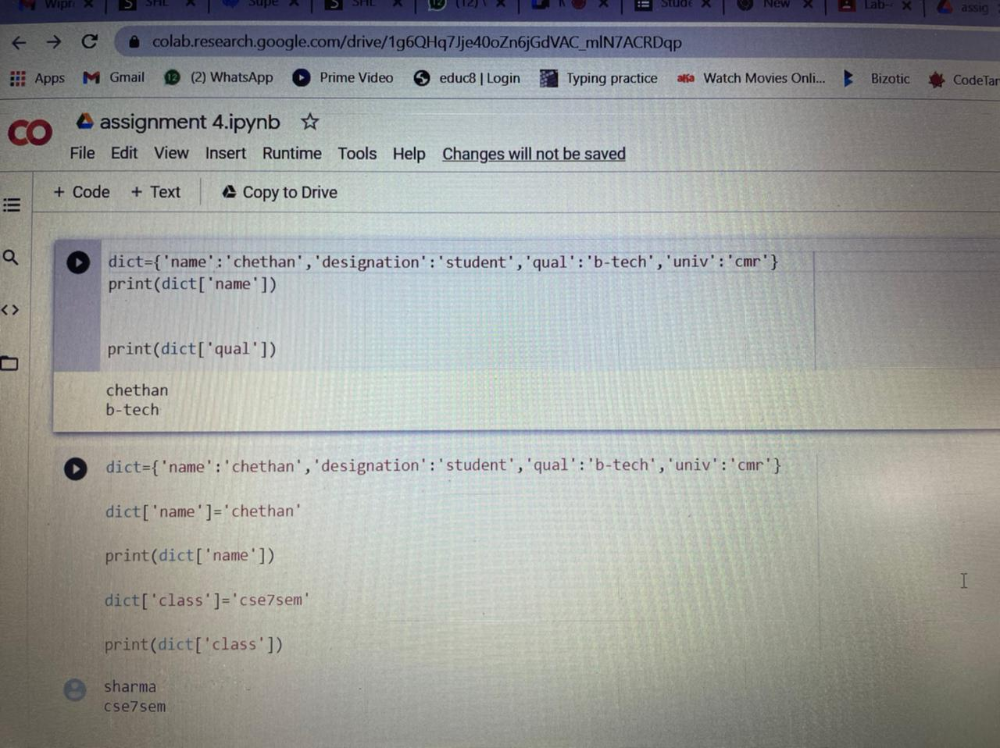 Wipr
SHL
Supe
SHL
(12)
K
Stude
New
Lab-
assig
colab.research.google.com/drive/1g6QHq7Jje40oZn6jGdVAC_mlN7ACRDqp
Apps Gmail 12 (2) WhatsApp Prime Video educ8 | Login Typing practice aKa Watch Movies Onli... Bizotic CodeTan
CO assignment 4.ipynb
File Edit View Insert Runtime Tools Help Changes will not be saved
+ Code + Text Copy to Drive
dict={'name':'chethan','designation':'student','qual':'b-tech','univ':'cmr'}
print(dict['name'])
print(dict['qual'])
chethan
b-tech
dict={'name':'chethan','designation':'student','qual':'b-tech','univ':'cmr'}
dict['name']='chethan'
print(dict['name'])
dict['class']='cse7sem'
print(dict['class'])
sharma
cse7sem